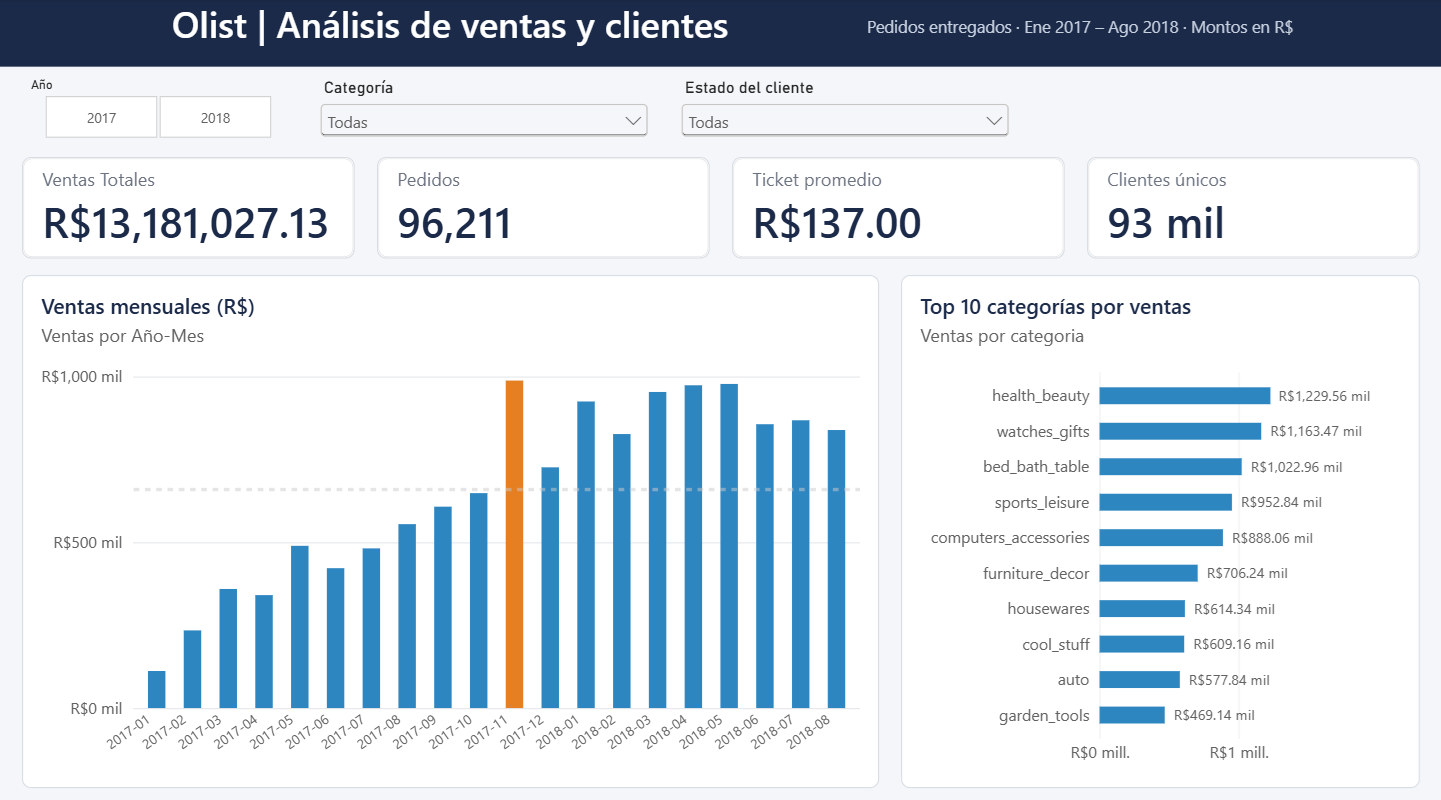 Olist | Análisis de ventas y clientes
Pedidos entregados · Ene 2017 – Ago 2018 · Montos en R$
Año
2017
2018
Categoría
Todas
Estado del cliente
Todas
Ventas Totales
R$13,181,027.13
Pedidos
96,211
Ticket promedio
R$137.00
Clientes únicos
93 mil
Ventas mensuales (R$)
Ventas por Año-Mes
R$1,000 mil
R$500 mil
R$0 mil
2017-01
2017-02
2017-03
2017-04
2017-05
2017-06
2017-07
2017-08
2017-09
2017-10
2017-11
2017-12
2018-01
2018-02
2018-03
2018-04
2018-05
2018-06
2018-07
2018-08
Top 10 categorías por ventas
Ventas por categoria
health_beauty R$1,229.56 mil
watches_gifts R$1,163.47 mil
bed_bath_table R$1,022.96 mil
sports_leisure R$952.84 mil
computers_accessories R$888.06 mil
furniture_decor R$706.24 mil
housewares R$614.34 mil
cool_stuff R$609.16 mil
auto R$577.84 mil
garden_tools R$469.14 mil
R$0 mill. R$1 mill.